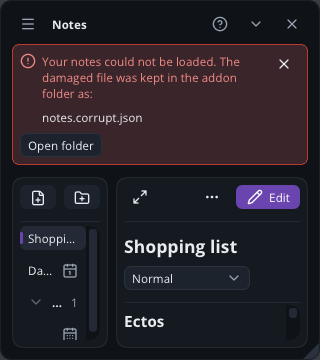 Notes
Your notes could not be loaded. The
damaged file was kept in the addon
folder as:
notes.corrupt.json
Open folder
Edit
Shoppi...
Da...
... 1
Shopping list
Normal
Ectos